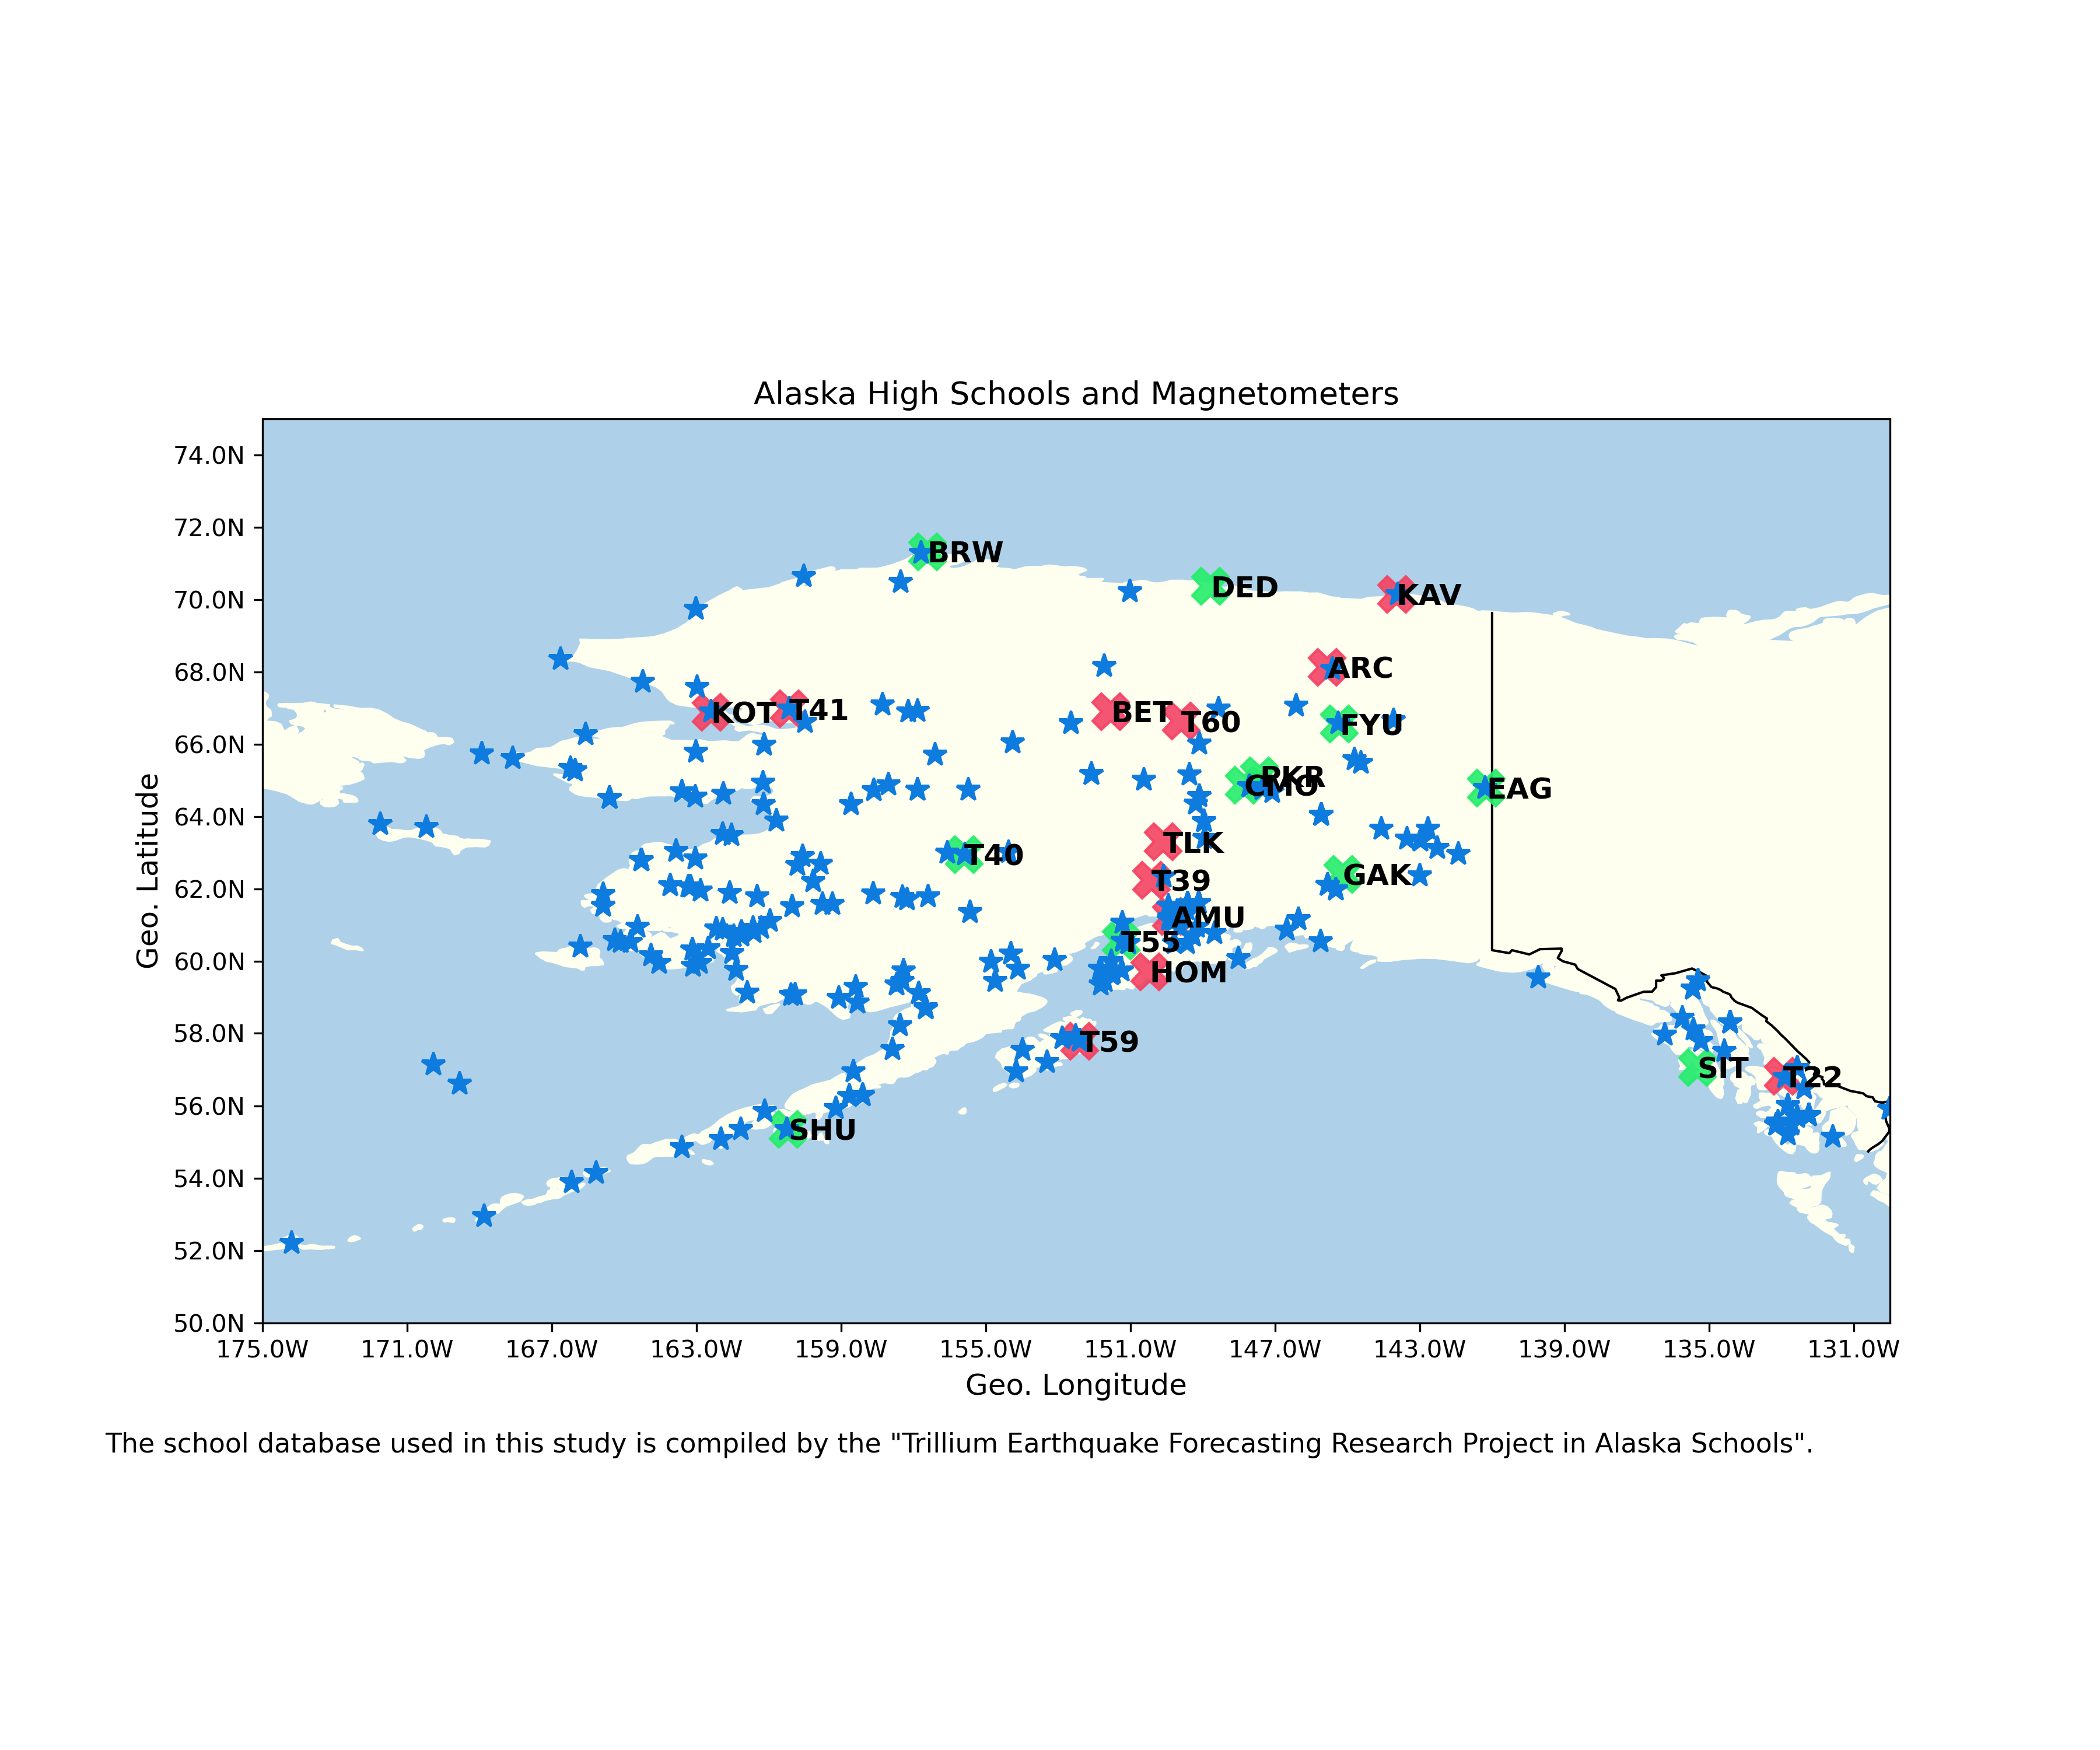 Alaska High Schools and Magnetometers
74.0N
72.0N
70.0N
68.0N
66.0N
64.0N
62.0N
60.0N
58.0N
56.0N
54.0N
52.0N
50.0N
Geo. Latitude
BRW
DED
KAV
ARC
KOT
T41
BET
T60
FYU
PKR
CMO
EAG
TLK
T40
T39
GAK
AMU
T55
HOM
T59
SIT
T22
SHU
175.0W 171.0W 167.0W 163.0W 159.0W 155.0W 151.0W 147.0W 143.0W 139.0W 135.0W 131.0W
Geo. Longitude
The school database used in this study is compiled by the "Trillium Earthquake Forecasting Research Project in Alaska Schools".